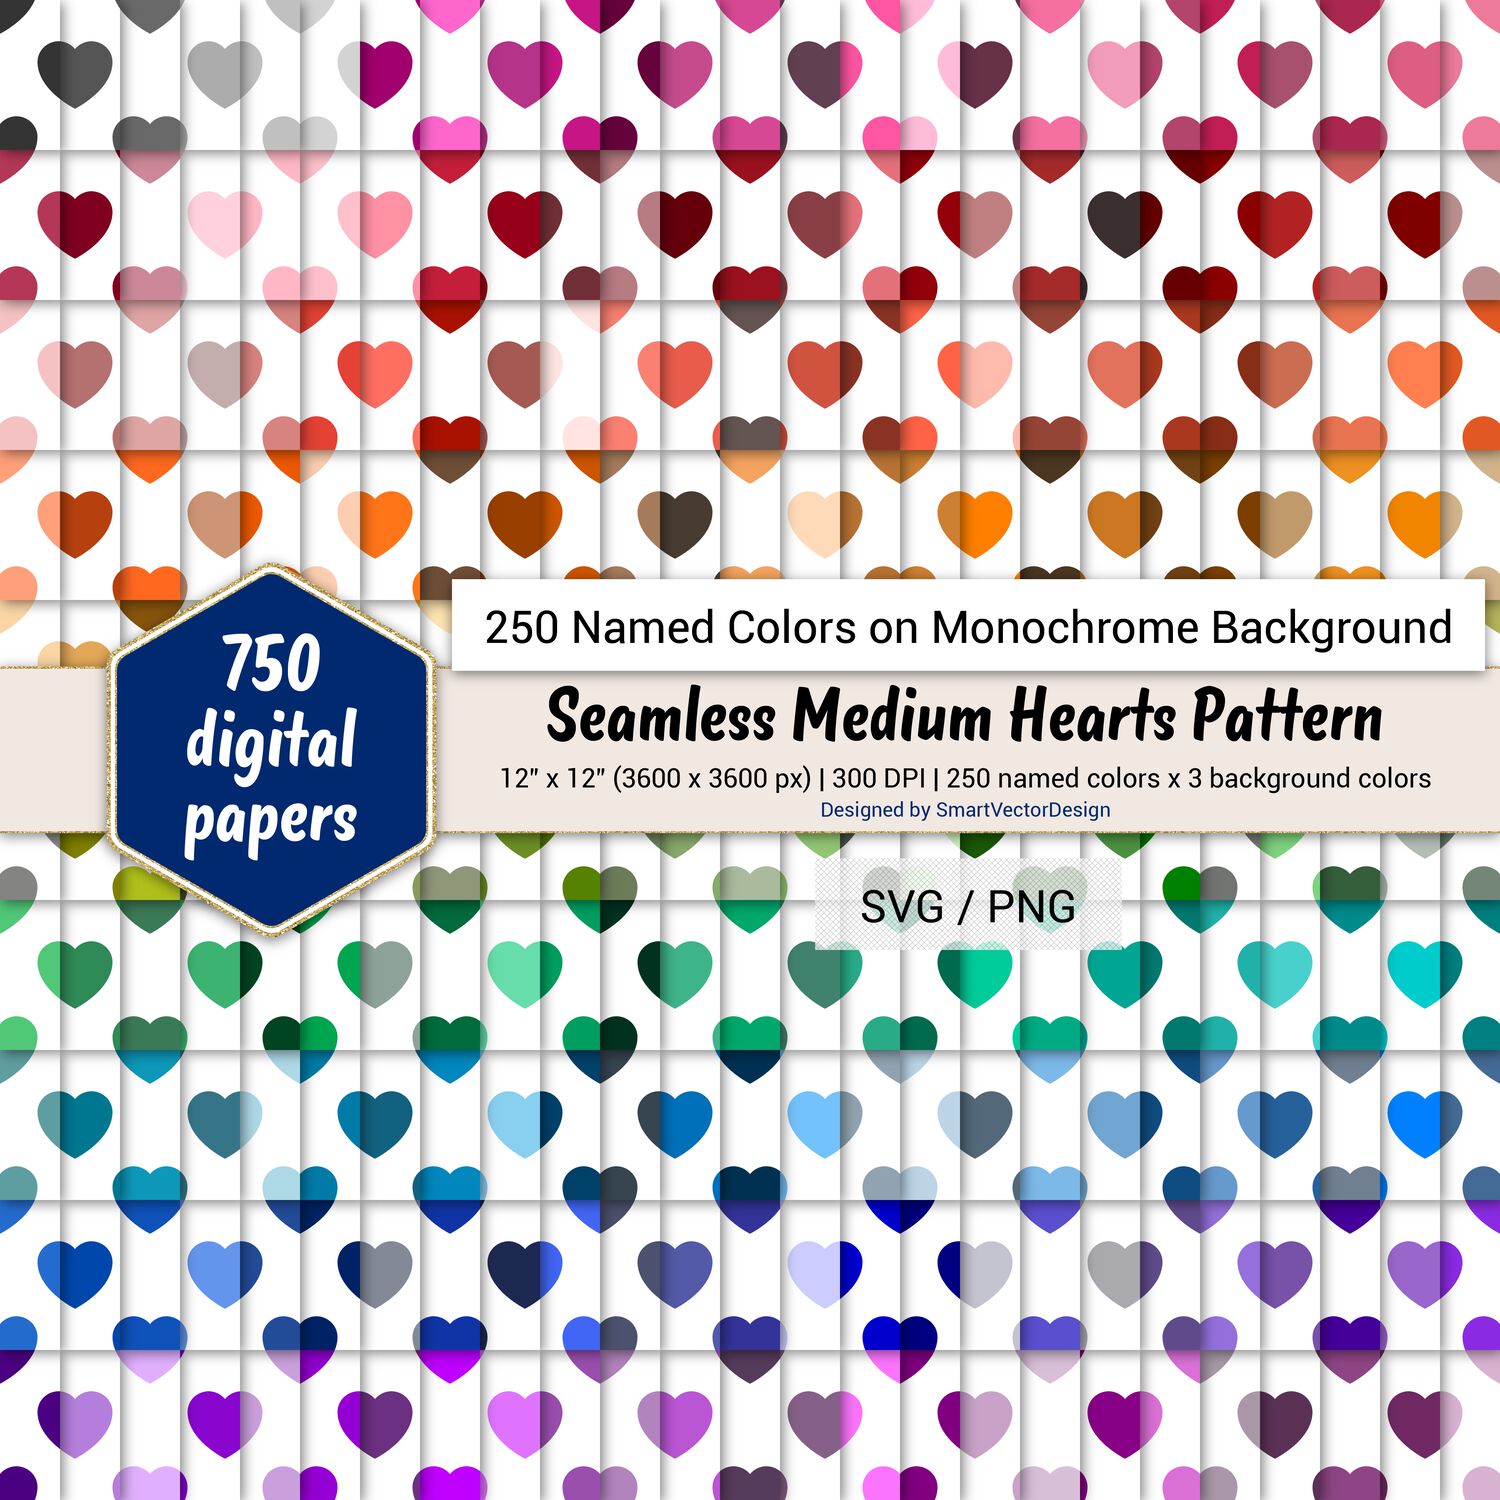 250 Named Colors on Monochrome Background
750
digital
papers
Seamless Medium Hearts Pattern
12" x 12" (3600 x 3600 px) | 300 DPI | 250 named colors x 3 background colors
Designed by SmartVectorDesign
SVG / PNG